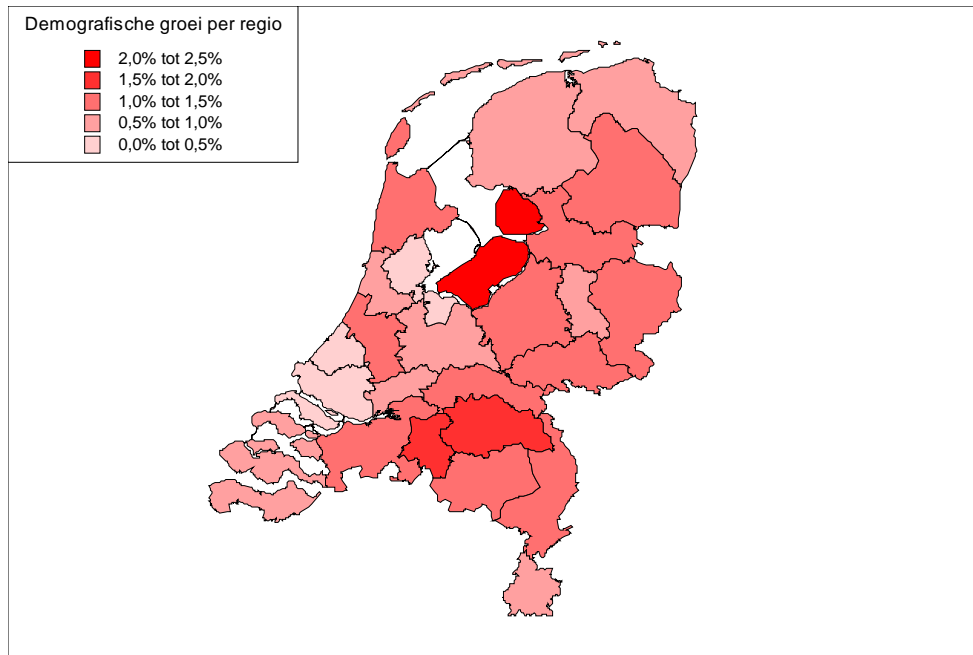 Demografische groei per regio
2,0% tot 2,5%
1,5% tot 2,0%
1,0% tot 1,5%
0,5% tot 1,0%
0,0% tot 0,5%